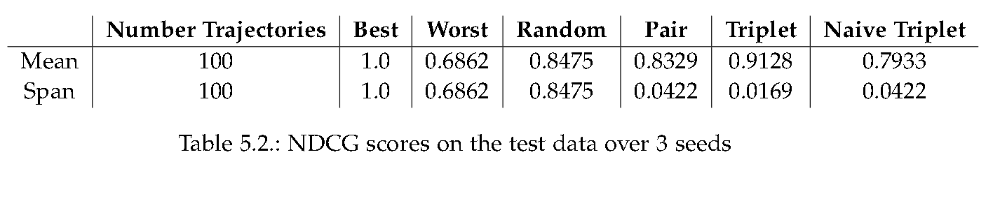 Number Trajectories Best Worst Random Pair Triplet Naive Triplet
Mean 100 1.0 0.6862 0.8475 0.8329 0.9128 0.7933
Span 100 1.0 0.6862 0.8475 0.0422 0.0169 0.0422
Table 5.2.: NDCG scores on the test data over 3 seeds